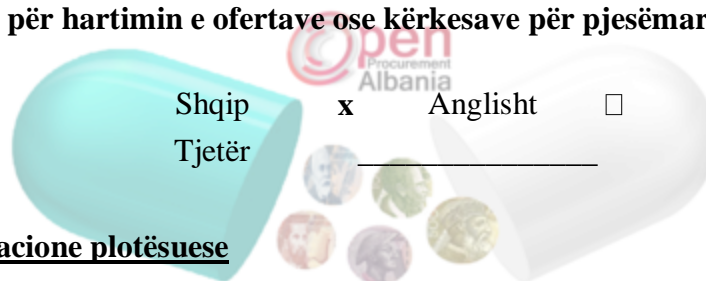 për hartimin e ofertave ose kërkesave për pjesëmar
Open
Procurement
Albania
Shqip x Anglisht □
Tjetër _______________
acione plotësuese